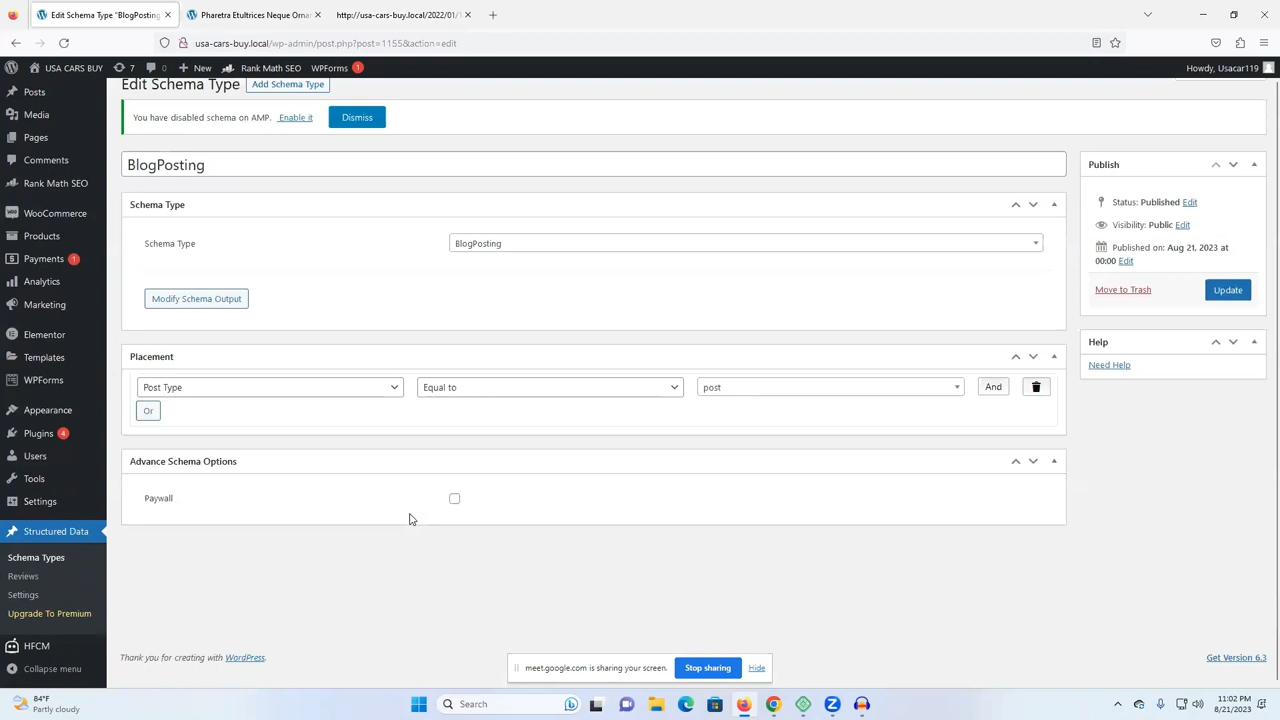 Edit Schema Type "BlogPosting
Pharetra Etultrices Neque Ornar
http://usa-cars-buy.local/2022/01/
usa-cars-buy.local/wp-admin/post.php?post=1155&action=edit
USA CARS BUY
7
0
New
Rank Math SEO
WPForms
1
Howdy, Usacar119
Posts
Media
Pages
Comments
Rank Math SEO
WooCommerce
Products
Payments
1
Analytics
Marketing
Elementor
Templates
WPForms
Appearance
Plugins
4
Users
Tools
Settings
Structured Data
Schema Types
Reviews
Settings
Upgrade To Premium
HFCM
Collapse menu
Edit Schema Type
Add Schema Type
You have disabled schema on AMP. Enable it
Dismiss
BlogPosting
Schema Type
Schema Type
BlogPosting
Modify Schema Output
Placement
Post Type
Equal to
post
And
Or
Advance Schema Options
Paywall
Publish
Status: Published Edit
Visibility: Public Edit
Published on: Aug 21, 2023 at
00:00 Edit
Move to Trash
Update
Help
Need Help
Thank you for creating with WordPress.
Get Version 6.3
meet.google.com is sharing your screen.
Stop sharing
Hide
84°F
Partly cloudy
Search
11:02 PM
8/21/2023